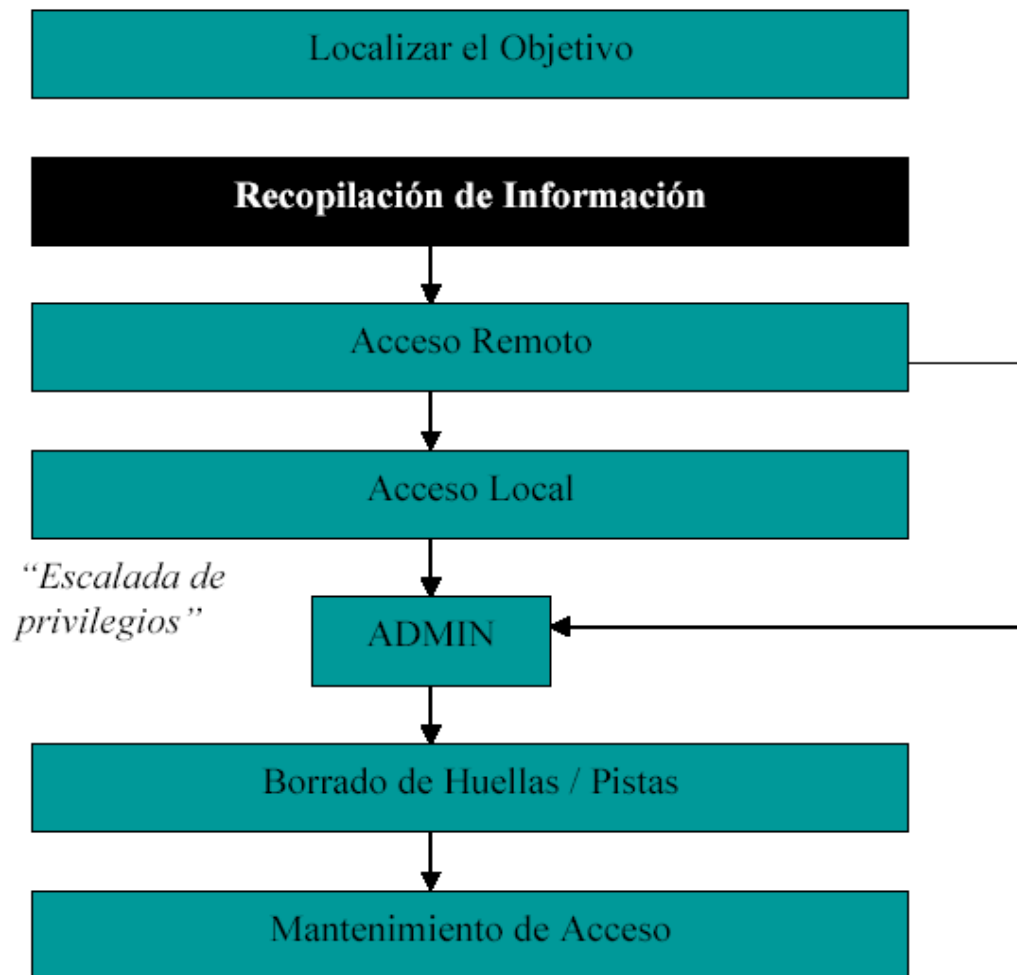 Localizar el Objetivo
Recopilación de Información
Acceso Remoto
Acceso Local
“Escalada de
privilegios”
ADMIN
Borrado de Huellas / Pistas
Mantenimiento de Acceso